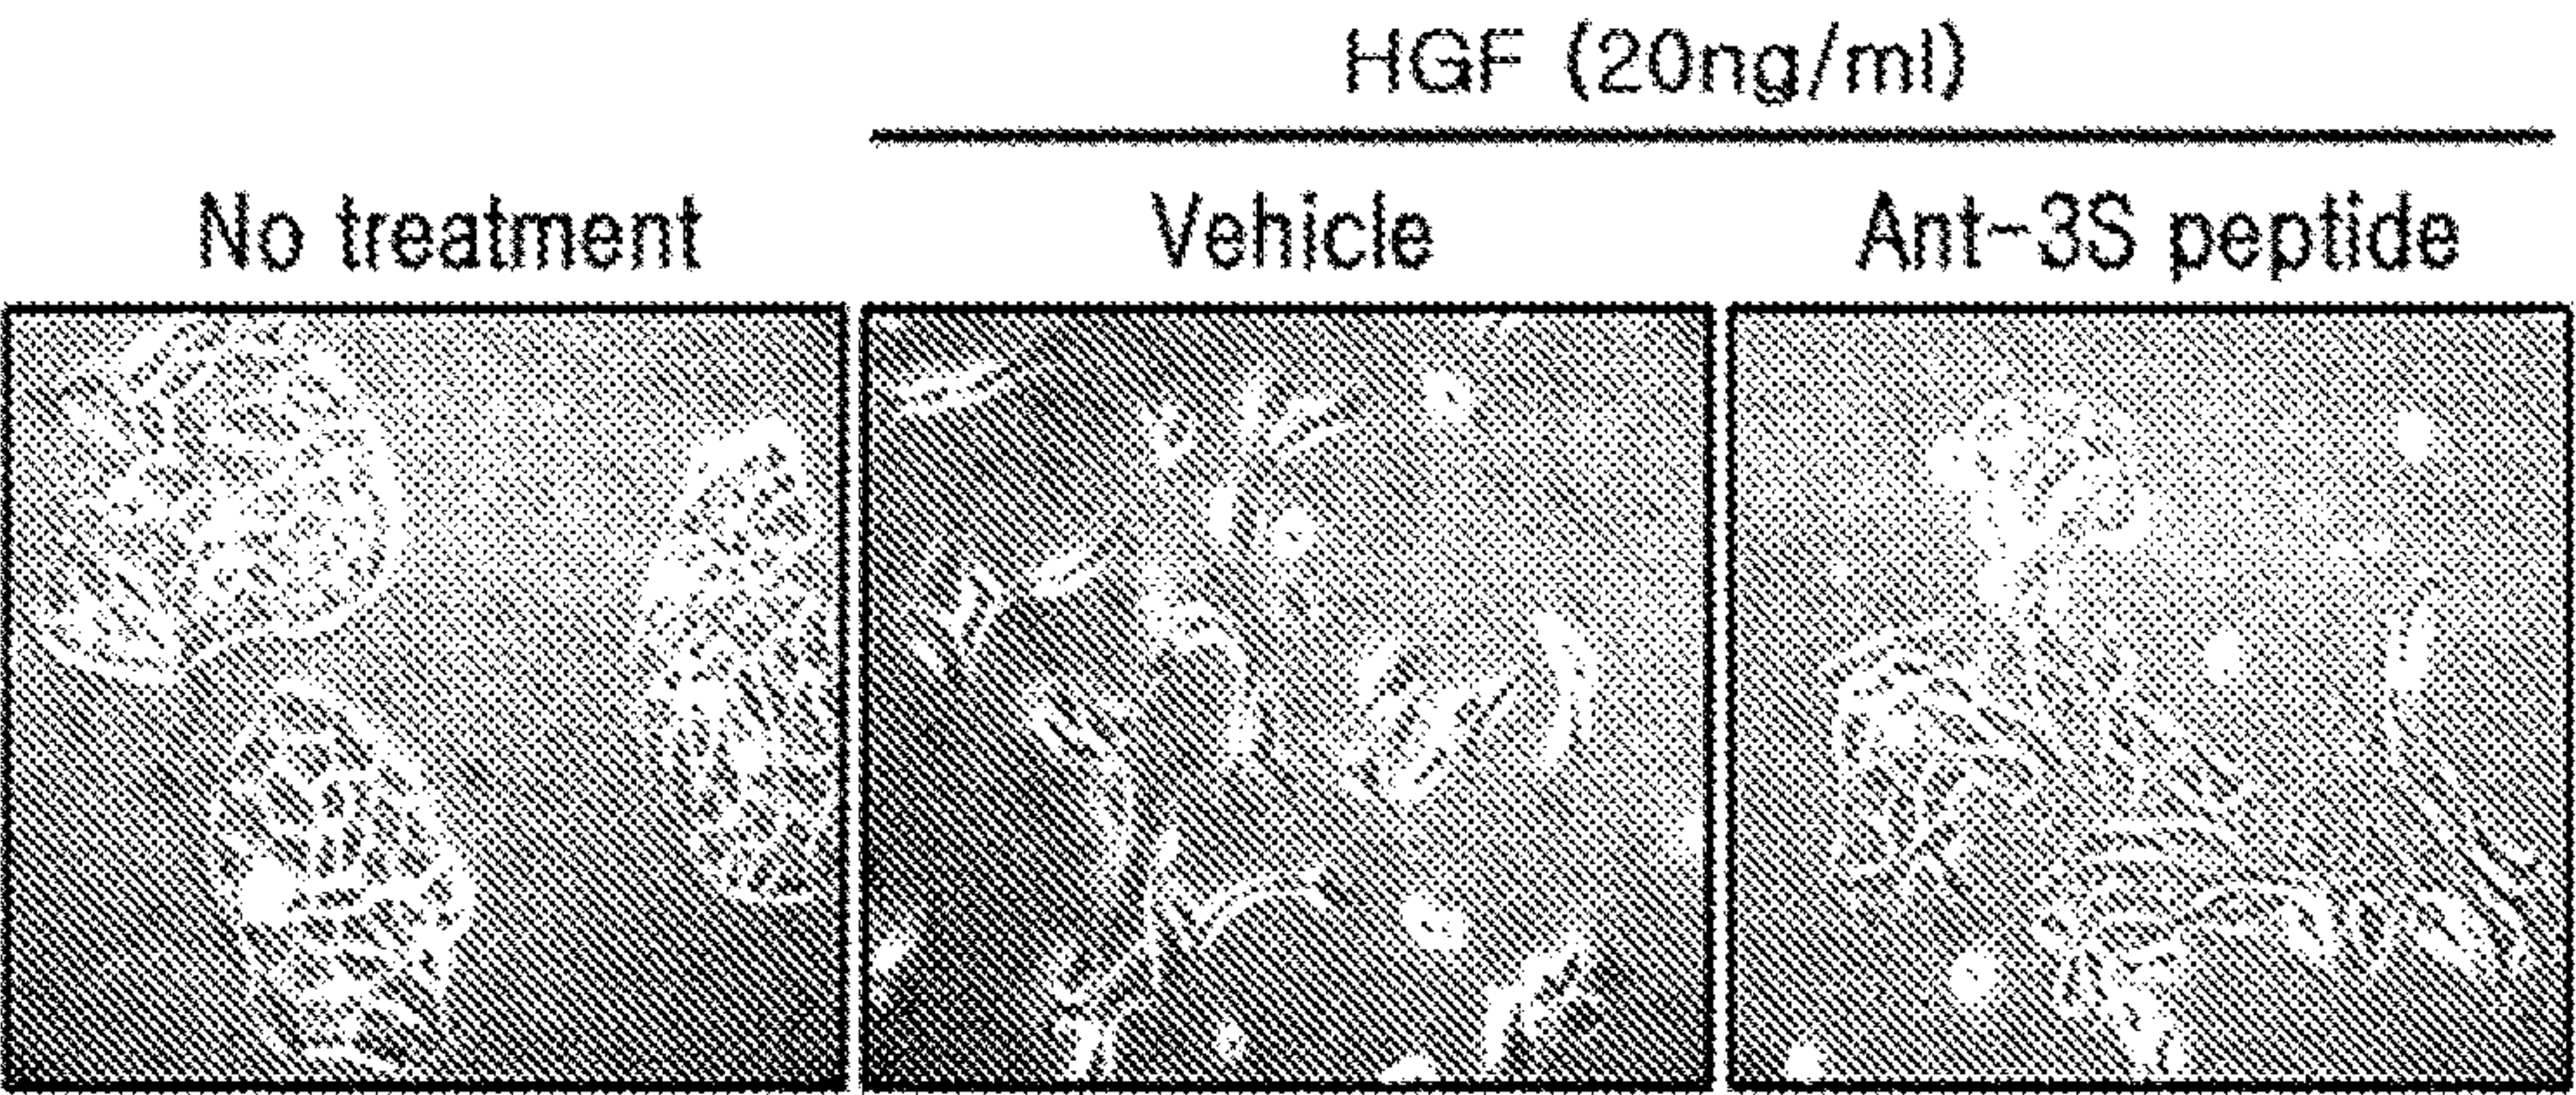 HGF (20ng/ml)
No treatment Vehicle Ant-3S peptide